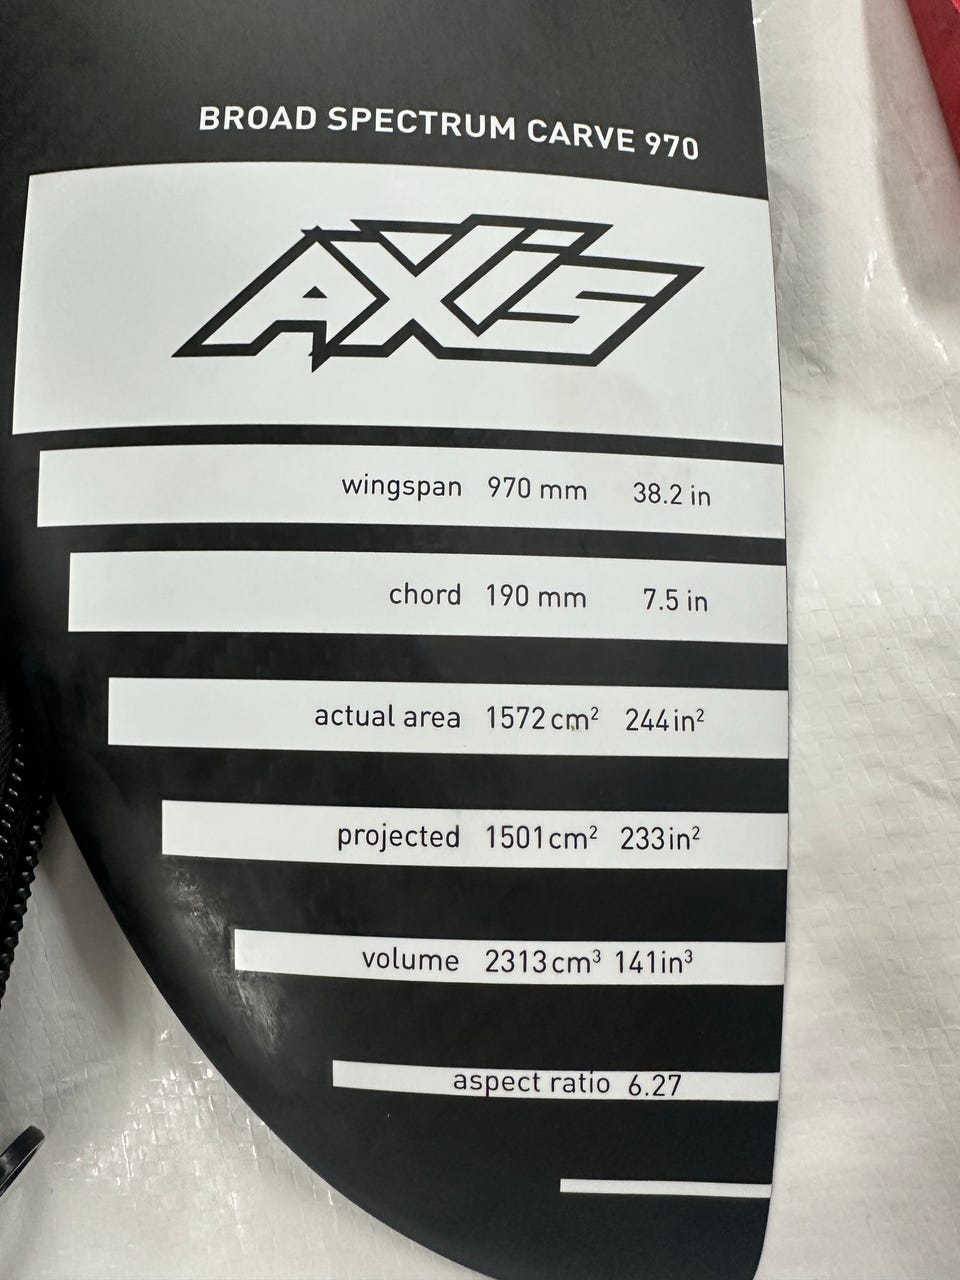 BROAD SPECTRUM CARVE 970
AXIS
wingspan 970 mm 38.2 in
chord 190 mm 7.5 in
actual area 1572 cm² 244 in²
projected 1501 cm² 233 in²
volume 2313 cm³ 141 in³
aspect ratio 6.27